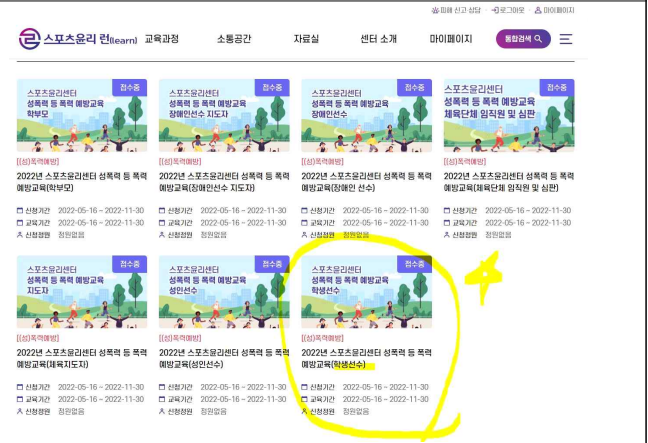 피해 신고 상담 로그아웃 마이페이지
스포츠윤리 런(learn) 교육과정 소통공간 자료실 센터 소개 마이페이지 통합검색
접수중
스포츠윤리센터
성폭력 등 폭력 예방교육
학부모
[(성)폭력예방]
2022년 스포츠윤리센터 성폭력 등 폭력
예방교육(학부모)
신청기간 2022-05-16 ~ 2022-11-30
교육기간 2022-05-16 ~ 2022-11-30
신청정원 정원없음
접수중
스포츠윤리센터
성폭력 등 폭력 예방교육
장애인선수 지도자
[(성)폭력예방]
2022년 스포츠윤리센터 성폭력 등 폭력
예방교육(장애인선수 지도자)
신청기간 2022-05-16 ~ 2022-11-30
교육기간 2022-05-16 ~ 2022-11-30
신청정원 정원없음
접수중
스포츠윤리센터
성폭력 등 폭력 예방교육
장애인선수
[(성)폭력예방]
2022년 스포츠윤리센터 성폭력 등 폭력
예방교육(장애인 선수)
신청기간 2022-05-16 ~ 2022-11-30
교육기간 2022-05-16 ~ 2022-11-30
신청정원 정원없음
접수중
스포츠윤리센터
성폭력 등 폭력 예방교육
체육단체 임직원 및 심판
[(성)폭력예방]
2022년 스포츠윤리센터 성폭력 등 폭력
예방교육(체육단체 임직원 및 심판)
신청기간 2022-05-16 ~ 2022-11-30
교육기간 2022-05-16 ~ 2022-11-30
신청정원 정원없음
접수중
스포츠윤리센터
성폭력 등 폭력 예방교육
지도자
[(성)폭력예방]
2022년 스포츠윤리센터 성폭력 등 폭력
예방교육(체육지도자)
신청기간 2022-05-16 ~ 2022-11-30
교육기간 2022-05-16 ~ 2022-11-30
신청정원 정원없음
접수중
스포츠윤리센터
성폭력 등 폭력 예방교육
성인선수
[(성)폭력예방]
2022년 스포츠윤리센터 성폭력 등 폭력
예방교육(성인선수)
신청기간 2022-05-16 ~ 2022-11-30
교육기간 2022-05-16 ~ 2022-11-30
신청정원 정원없음
접수중
스포츠윤리센터
성폭력 등 폭력 예방교육
학생선수
[(성)폭력예방]
2022년 스포츠윤리센터 성폭력 등 폭력
예방교육(학생선수)
신청기간 2022-05-16 ~ 2022-11-30
교육기간 2022-05-16 ~ 2022-11-30
신청정원 정원없음